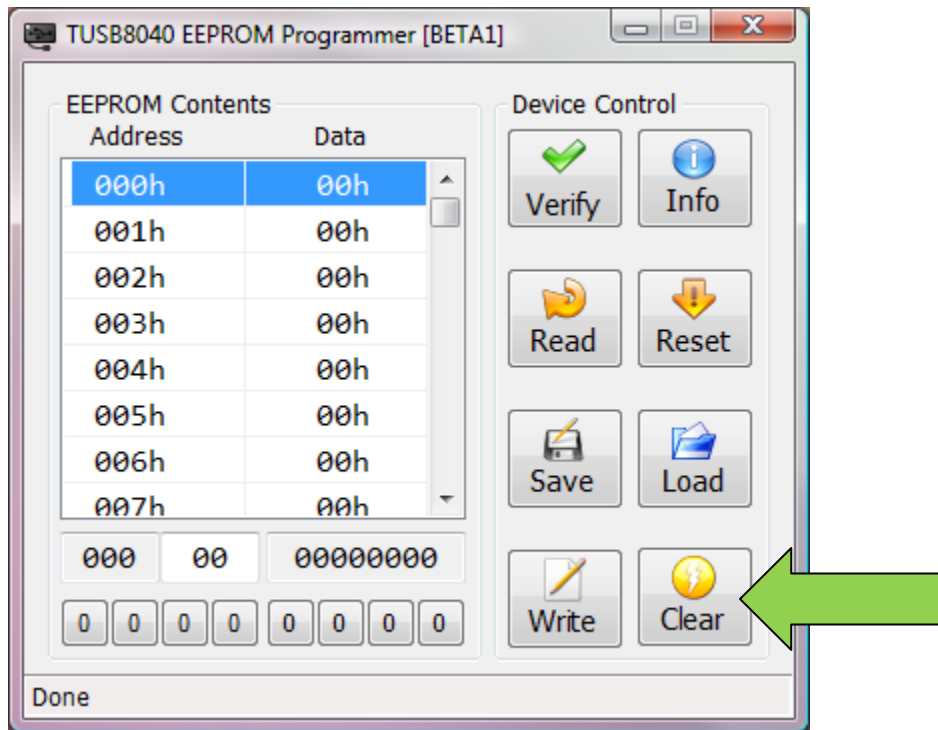 TUSB8040 EEPROM Programmer [BETA1]
EEPROM Contents
Address Data
000h 00h
001h 00h
002h 00h
003h 00h
004h 00h
005h 00h
006h 00h
007h 00h
000 00 00000000
0 0 0 0 0 0 0 0
Device Control
Verify Info
Read Reset
Save Load
Write Clear
Done